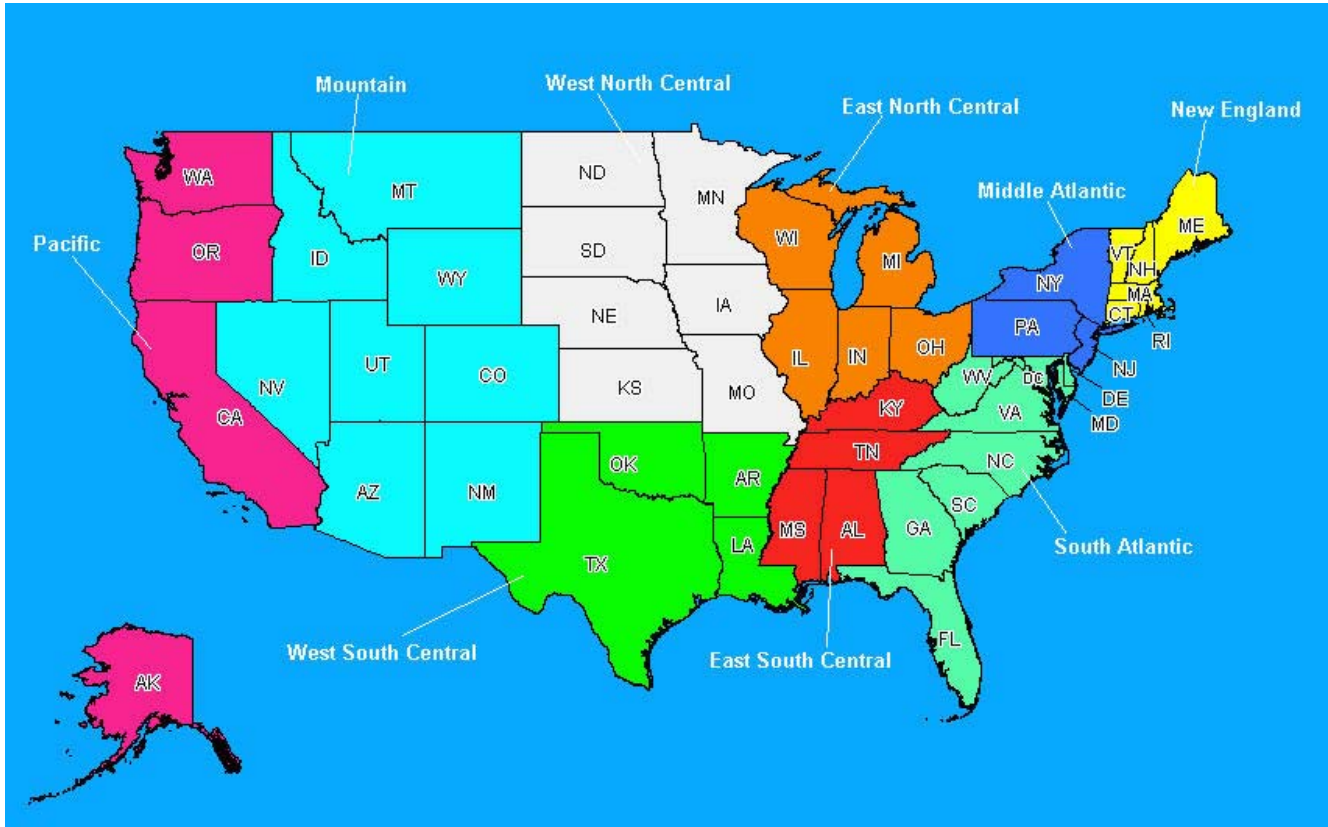 Mountain
West North Central
East North Central
New England
Middle Atlantic
Pacific
WA
MT
ND
MN
OR
ID
WY
SD
WI
MI
NY
VT
NH
ME
MA
CT
RI
NV
UT
CO
NE
IA
KS
MO
IL
IN
OH
PA
NJ
CA
AZ
NM
OK
AR
KY
TN
WV
VA
DC
DE
MD
NC
SC
TX
LA
MS
AL
GA
FL
South Atlantic
West South Central
East South Central
AK